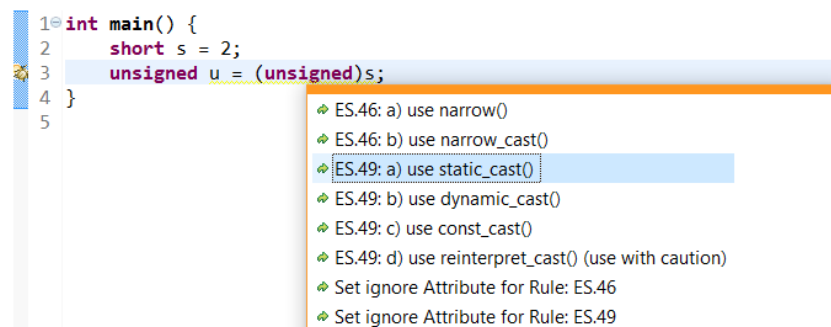 1 int main() {
2 short s = 2;
3 unsigned u = (unsigned)s;
4 }
5
ES.46: a) use narrow()
ES.46: b) use narrow_cast()
ES.49: a) use static_cast()
ES.49: b) use dynamic_cast()
ES.49: c) use const_cast()
ES.49: d) use reinterpret_cast() (use with caution)
Set ignore Attribute for Rule: ES.46
Set ignore Attribute for Rule: ES.49